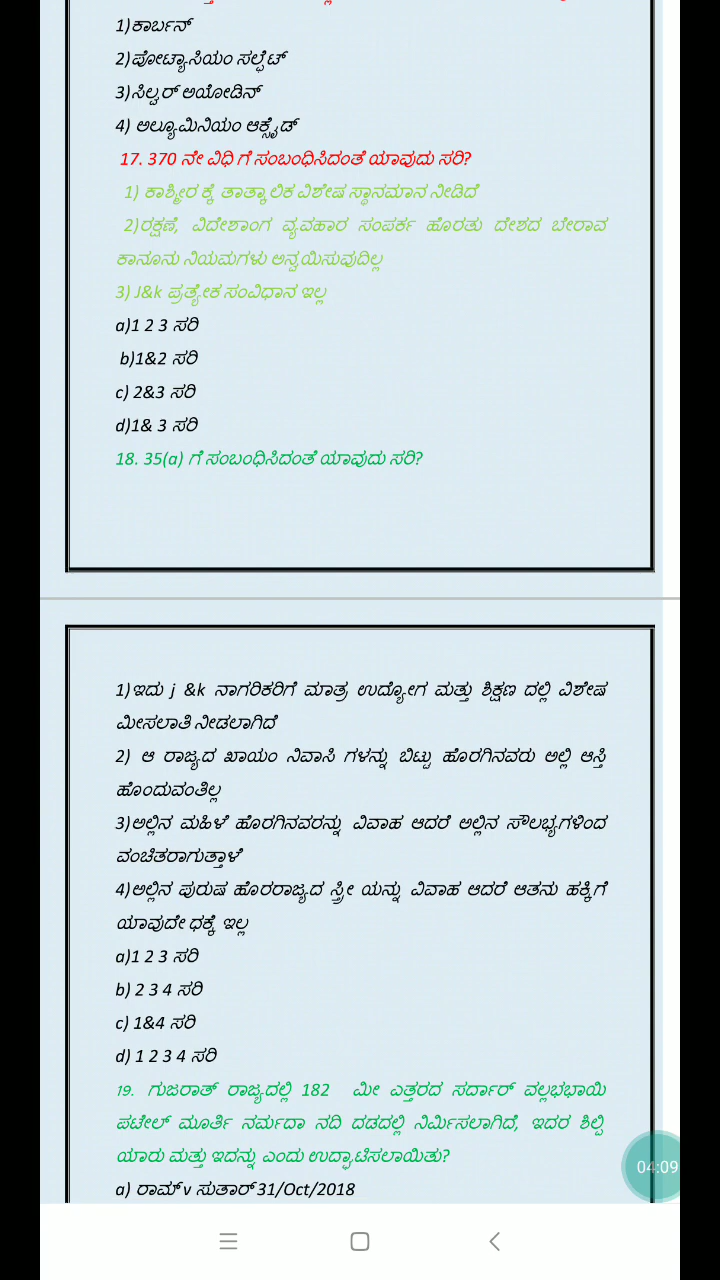 1)ಕಾರ್ಬನ್
2)ಪೋಟ್ಯಾಸಿಯಂ ಸಲ್ಫೆಟ್
3)ಸಿಲ್ವರ್ ಅಯೋಡಿನ್
4) ಅಲ್ಯೂಮಿನಿಯಂ ಆಕ್ಸೈಡ್
17. 370 ನೇ ವಿಧಿ ಗೆ ಸಂಬಂಧಿಸಿದಂತೆ ಯಾವುದು ಸರಿ?
1) ಕಾಶ್ಮೀರ ಕ್ಕೆ ತಾತ್ಕಾಲಿಕ ವಿಶೇಷ ಸ್ಥಾನಮಾನ ನೀಡಿದೆ
2)ರಕ್ಷಣೆ, ವಿದೇಶಾಂಗ ವ್ಯವಹಾರ ಸಂಪರ್ಕ ಹೊರತು ದೇಶದ ಬೇರಾವ
ಕಾನೂನು ನಿಯಮಗಳು ಅನ್ವಯಿಸುವುದಿಲ್ಲ
3) J&k ಪ್ರತ್ಯೇಕ ಸಂವಿಧಾನ ಇಲ್ಲ
a)1 2 3 ಸರಿ
b)1&2 ಸರಿ
c) 2&3 ಸರಿ
d)1& 3 ಸರಿ
18. 35(a) ಗೆ ಸಂಬಂಧಿಸಿದಂತೆ ಯಾವುದು ಸರಿ?
1)ಇದು j &k ನಾಗರಿಕರಿಗೆ ಮಾತ್ರ ಉದ್ಯೋಗ ಮತ್ತು ಶಿಕ್ಷಣ ದಲ್ಲಿ ವಿಶೇಷ
ಮೀಸಲಾತಿ ನೀಡಲಾಗಿದೆ
2) ಆ ರಾಜ್ಯದ ಖಾಯಂ ನಿವಾಸಿ ಗಳನ್ನು ಬಿಟ್ಟು ಹೊರಗಿನವರು ಅಲ್ಲಿ ಆಸ್ತಿ
ಹೊಂದುವಂತಿಲ್ಲ
3)ಅಲ್ಲಿನ ಮಹಿಳೆ ಹೊರಗಿನವರನ್ನು ವಿವಾಹ ಆದರೆ ಅಲ್ಲಿನ ಸೌಲಭ್ಯಗಳಿಂದ
ವಂಚಿತರಾಗುತ್ತಾಳೆ
4)ಅಲ್ಲಿನ ಪುರುಷ ಹೊರರಾಜ್ಯದ ಸ್ತ್ರೀ ಯನ್ನು ವಿವಾಹ ಆದರೆ ಆತನು ಹಕ್ಕಿಗೆ
ಯಾವುದೇ ಧಕ್ಕೆ ಇಲ್ಲ
a)1 2 3 ಸರಿ
b) 2 3 4 ಸರಿ
c) 1&4 ಸರಿ
d) 1 2 3 4 ಸರಿ
19. ಗುಜರಾತ್ ರಾಜ್ಯದಲ್ಲಿ 182 ಮೀ ಎತ್ತರದ ಸರ್ದಾರ್ ವಲ್ಲಭಭಾಯಿ
ಪಟೇಲ್ ಮೂರ್ತಿ ನರ್ಮದಾ ನದಿ ದಡದಲ್ಲಿ ನಿರ್ಮಿಸಲಾಗಿದೆ, ಇದರ ಶಿಲ್ಪಿ
ಯಾರು ಮತ್ತು ಇದನ್ನು ಎಂದು ಉದ್ಘಾಟಿಸಲಾಯಿತು?
04:09
a) ರಾಮ್ v ಸುತಾರ್ 31/Oct/2018